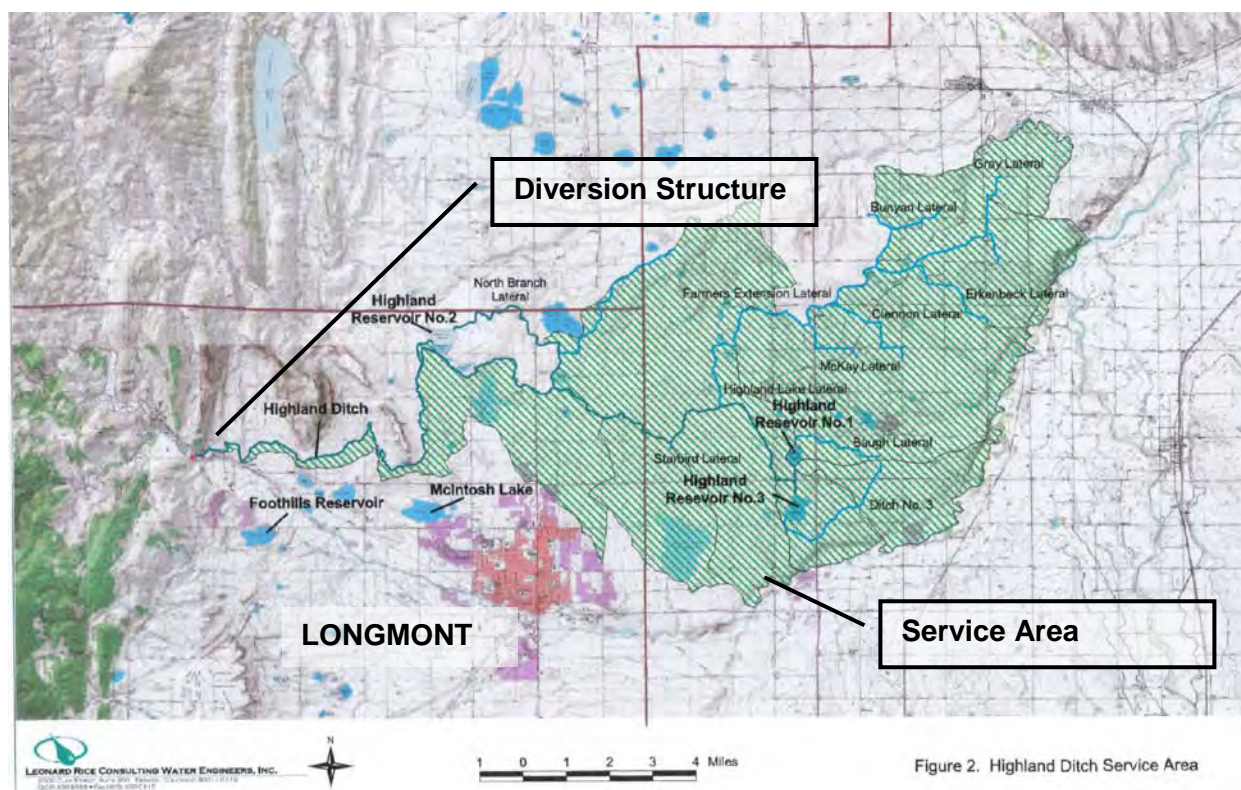 Diversion Structure
Gray Lateral
Bunyan Lateral
North Branch
Lateral
Highland
Reservoir No.2
Farmers Extension Lateral
Erkenbeck Lateral
Clennon Lateral
McKay Lateral
Highland Lake Lateral
Highland
Resevoir No.1
Highland Ditch
Baugh Lateral
Starbird Lateral
Highland
Resevoir No.3
Ditch No. 3
McIntosh Lake
Foothills Reservoir
LONGMONT
Service Area
LEONARD RICE CONSULTING WATER ENGINEERS, INC.
N
1 0 1 2 3 4 Miles
Figure 2. Highland Ditch Service Area